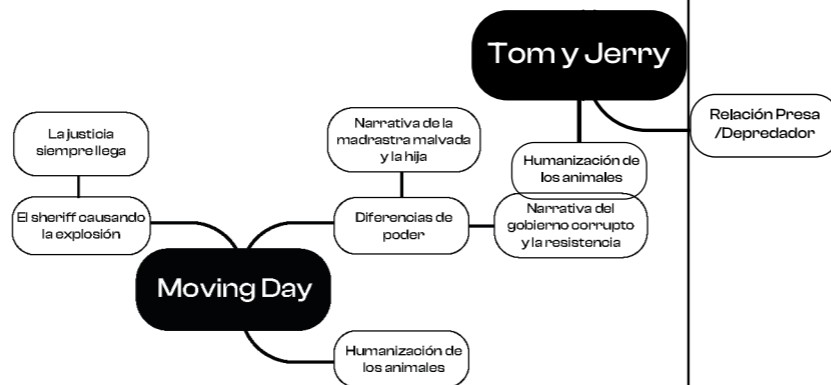 Tom y Jerry
Relación Presa
/Depredador
Humanización de
los animales
La justicia
siempre llega
Narrativa de la
madrastra malvada
y la hija
El sheriff causando
la explosión
Diferencias de
poder
Narrativa del
gobierno corrupto
y la resistencia
Moving Day
Humanización de
los animales